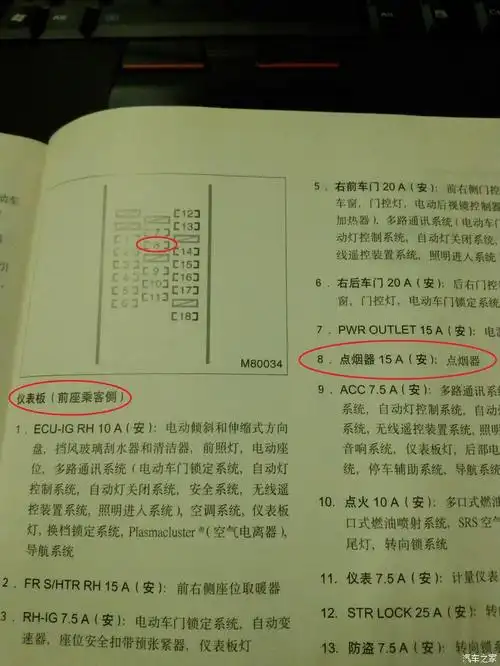 [12]
[13]
7
8
[14]
[15]
9
[16]
10
[17]
11
[18]
M80034
仪表板(前座乘客侧)
1. ECU-IG RH 10 A(安): 电动倾斜和伸缩式方向
盘，挡风玻璃刮水器和清洁器，前照灯，电动座
位，多路通讯系统(电动车门锁定系统，自动灯
控制系统，自动灯关闭系统，安全系统，无线遥
控装置系统，照明进入系统)，空调系统，仪表板
灯，换档锁定系统，Plasmacluster®(空气电离器)，
导航系统
2. FR S/HTR RH 15 A(安): 前右侧座位取暖器
3. RH-IG 7.5 A(安): 电动车门锁定系统，自动变
速器，座位安全扣带预张紧器，仪表板灯
5. 右前车门 20 A(安): 前右侧门控
车窗，门控灯，电动后视镜控制器
加热器)，多路通讯系统(电动车门
动灯控制系统，自动灯关闭系统，
线遥控装置系统，照明进入系统
6. 右后车门 20 A(安): 后右门控
窗，门控灯，电动车门锁定系统
7. PWR OUTLET 15 A(安): 电
8. 点烟器 15 A(安): 点烟器
9. ACC 7.5 A(安): 多路通讯系
系统，自动灯控制系统，自动
系统，无线遥控装置系统，照明
音响系统，仪表板灯，后部电
统，停车辅助系统，导航系统
10. 点火 10 A(安): 多口式燃油
口式燃油喷射系统，SRS 空气
尾灯，转向锁系统
11. 仪表 7.5 A(安): 计量仪表
12. STR LOCK 25 A(安): 转向
13. 防盗 7.5 A(安): 转向锁系
汽车之家